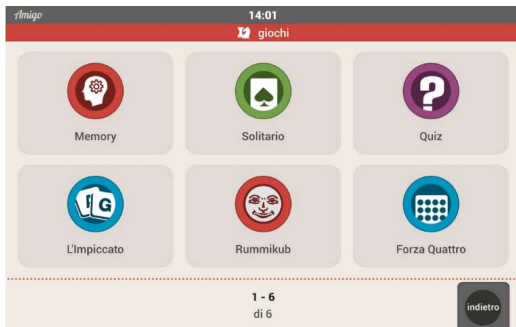 Amigo
14:01
giochi
Memory
Solitario
?
Quiz
G
L'Impiccato
Rummikub
Forza Quattro
1 - 6
di 6
indietro